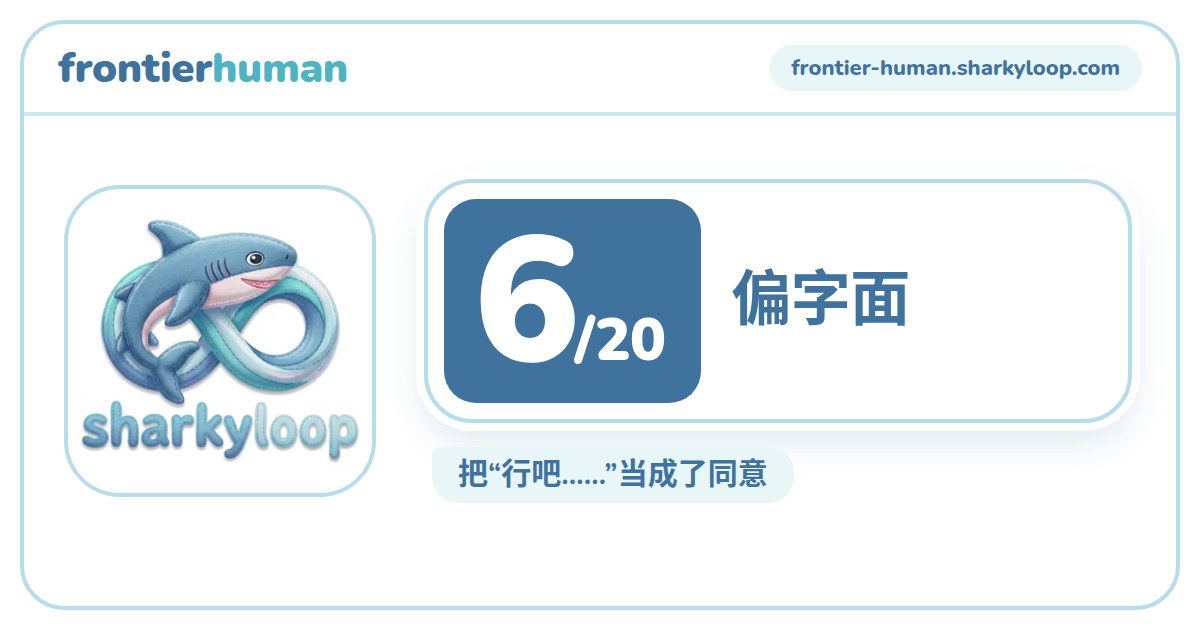 frontierhuman
frontier-human.sharkyloop.com
sharkyloop
6/20
偏字面
把“行吧……”当成了同意